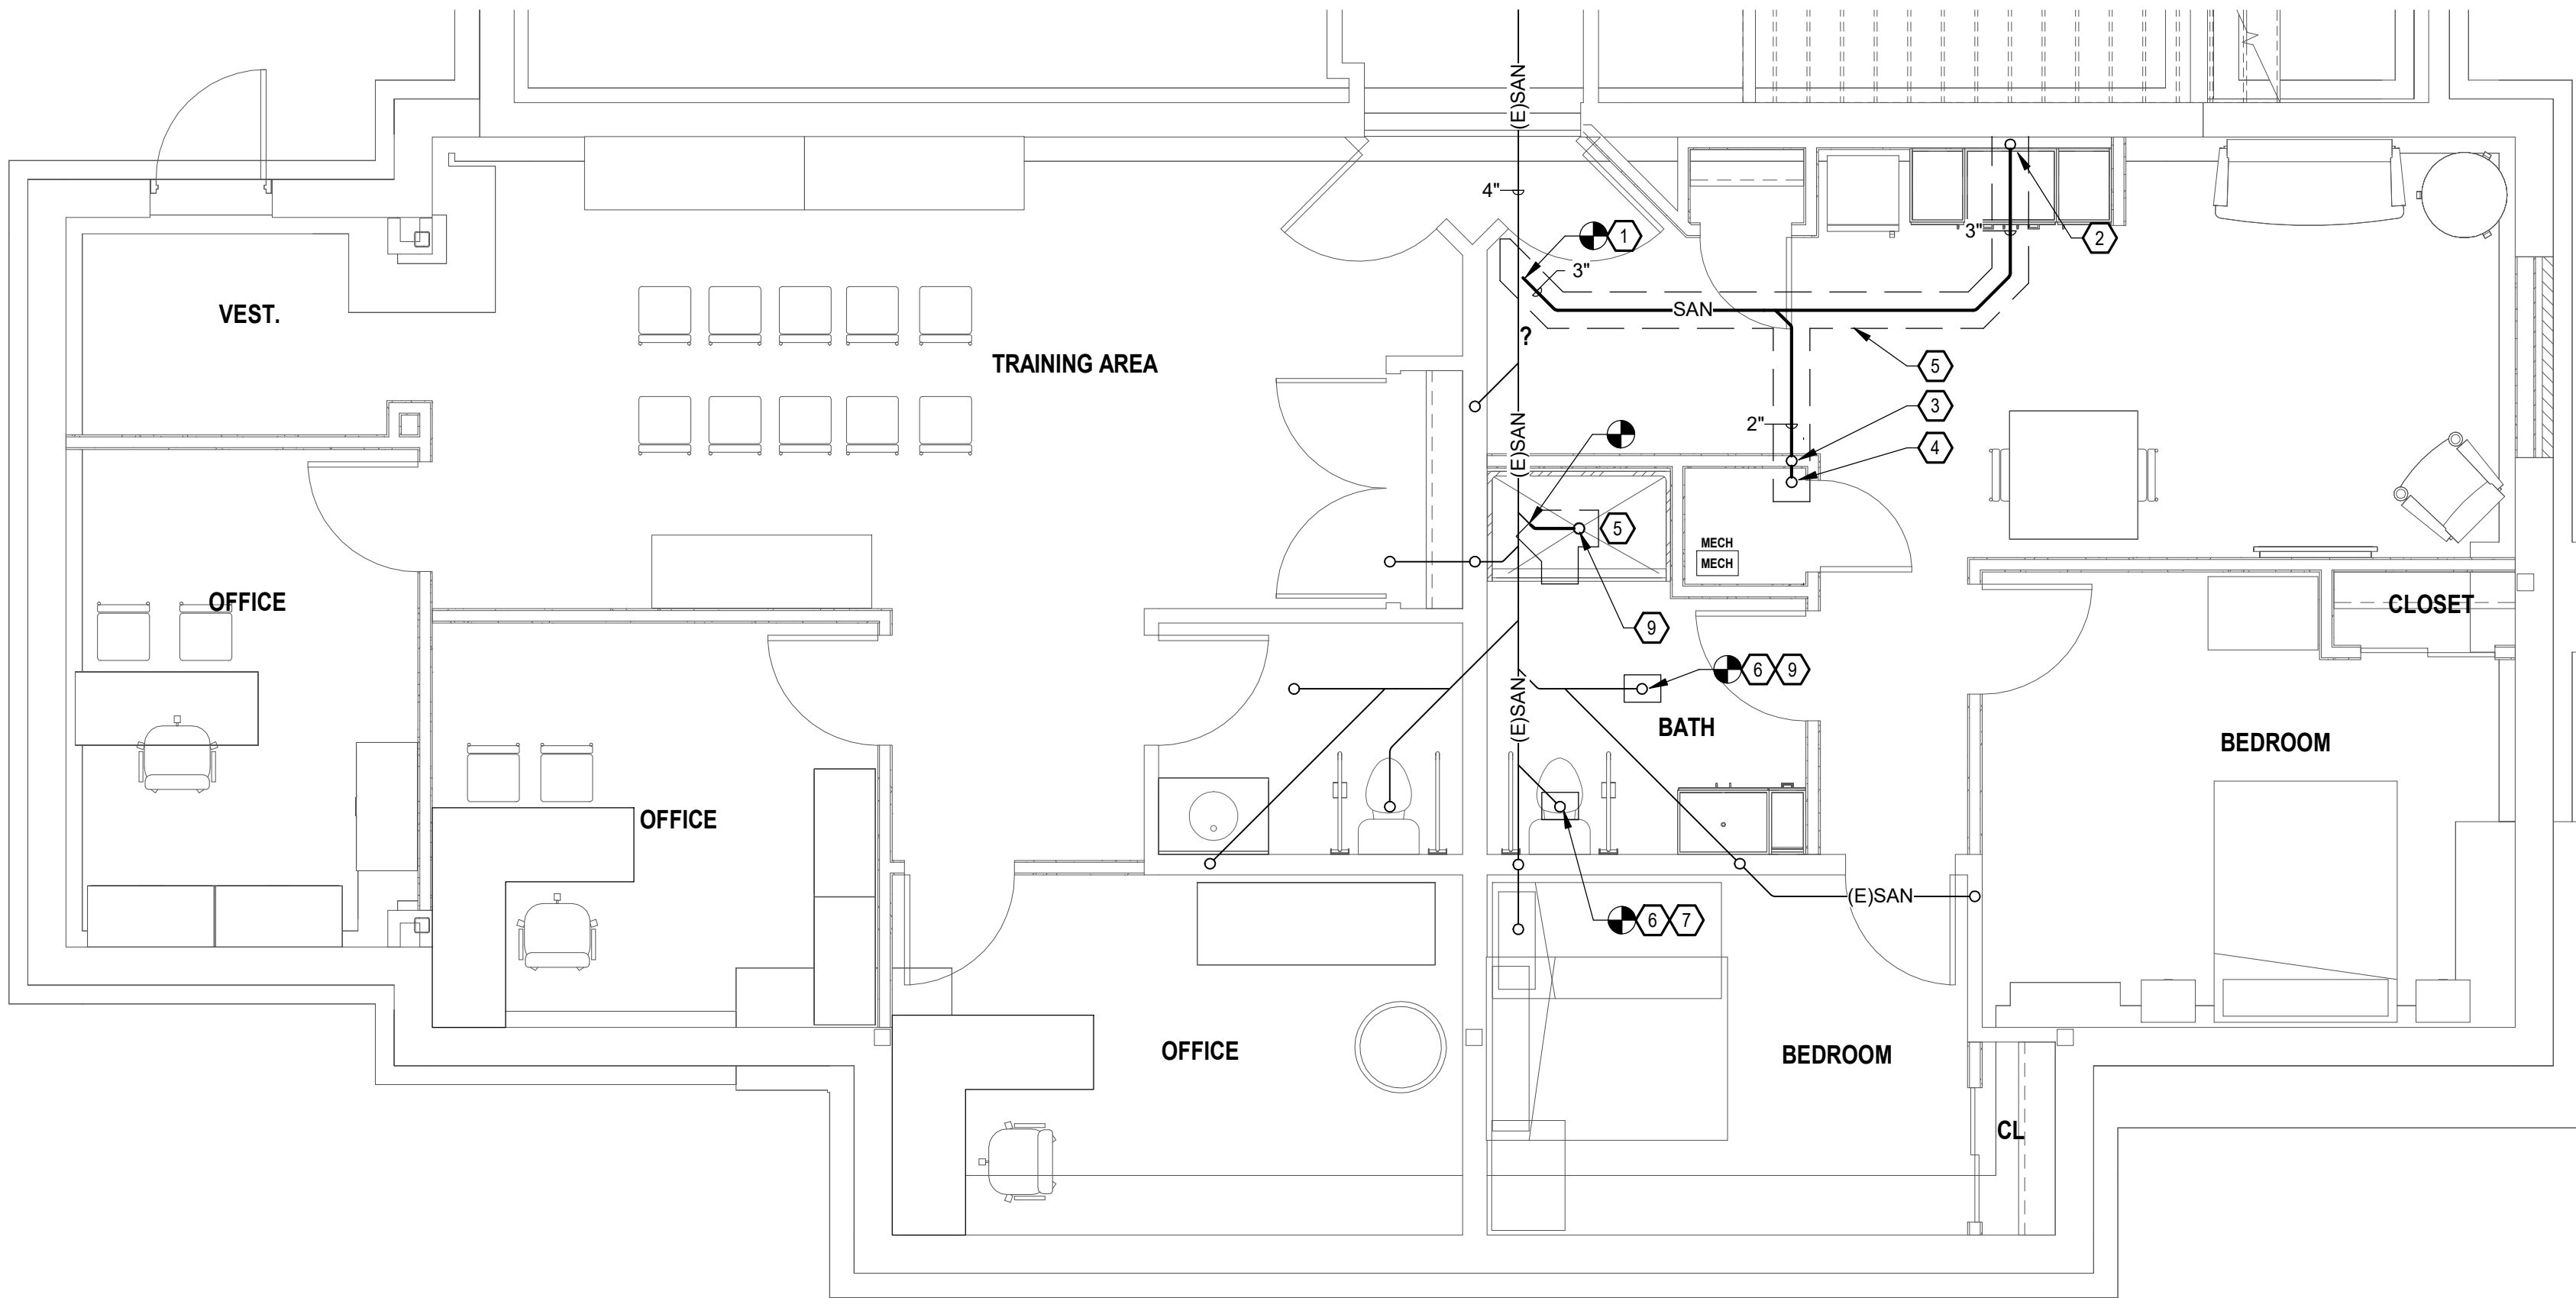 (E)SAN
4"
1
3"
3"
2
VEST.
SAN
?
TRAINING AREA
5
3
2"
(E)SAN
4
5
MECH
MECH
OFFICE
CLOSET
9
6
9
(E)SAN
BATH
BEDROOM
OFFICE
(E)SAN
6
7
OFFICE
BEDROOM
CL